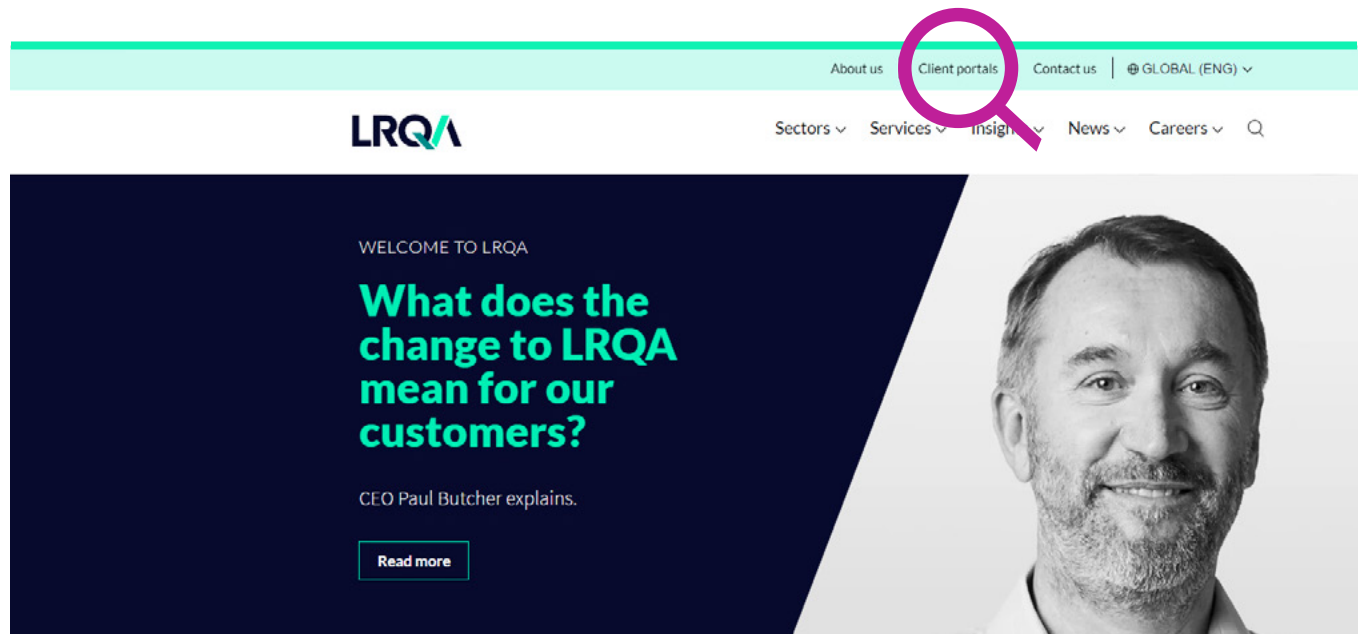 About us Client portals Contact us GLOBAL (ENG)
LRQA
Sectors Services Insights News Careers
WELCOME TO LRQA
What does the
change to LRQA
mean for our
customers?
CEO Paul Butcher explains.
Read more